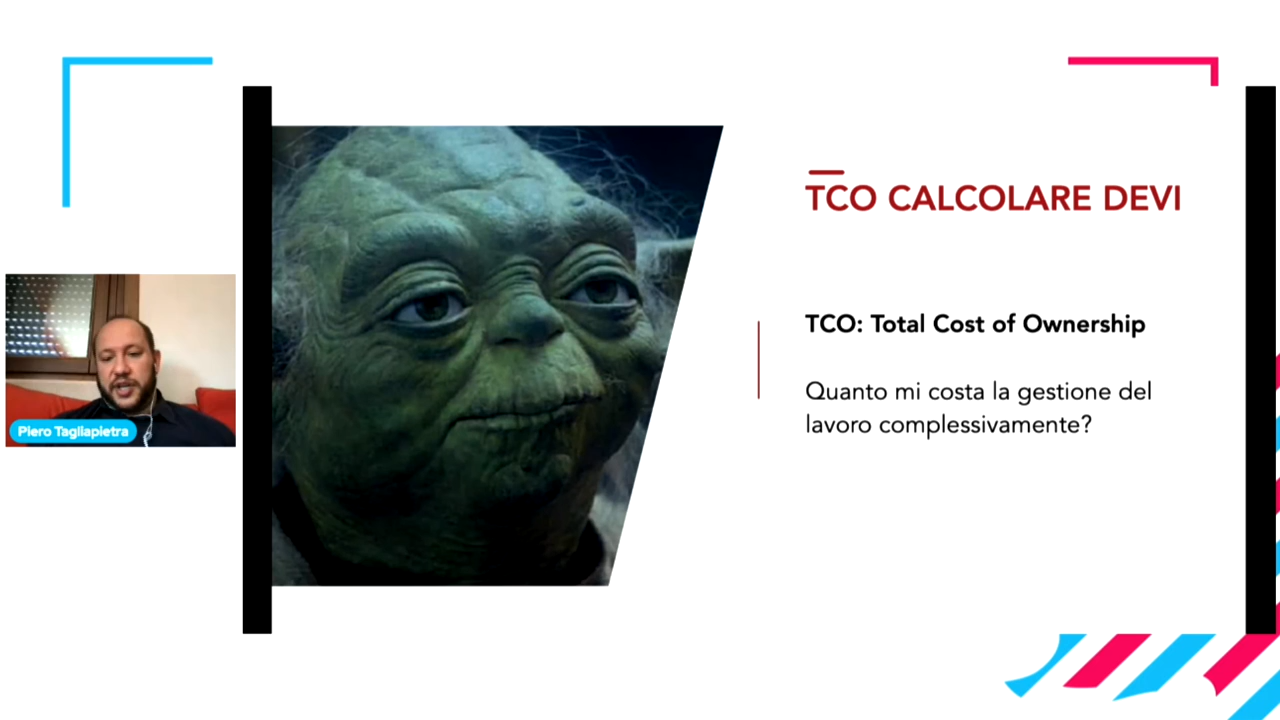 TCO CALCOLARE DEVI
TCO: Total Cost of Ownership
Quanto mi costa la gestione del
lavoro complessivamente?
Piero Tagliapietra